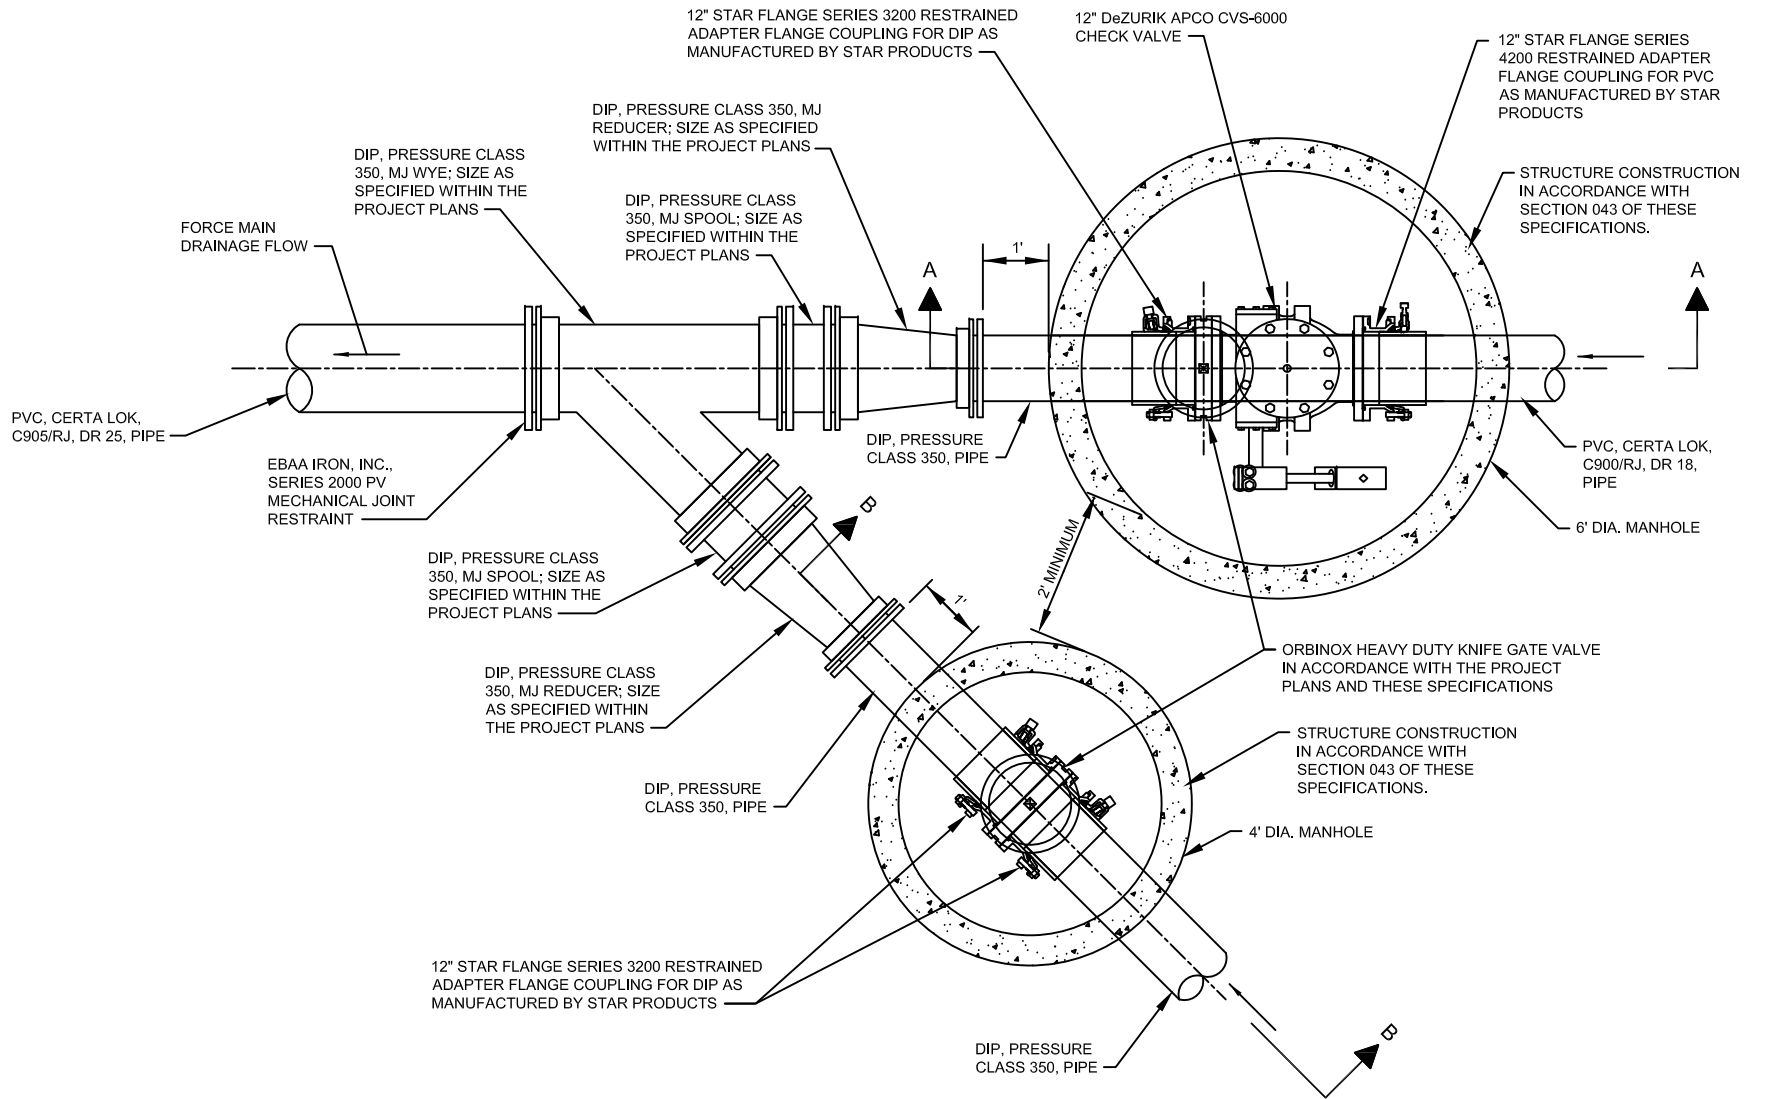 12" STAR FLANGE SERIES 3200 RESTRAINED
ADAPTER FLANGE COUPLING FOR DIP AS
MANUFACTURED BY STAR PRODUCTS
12" DeZURIK APCO CVS-6000
CHECK VALVE
12" STAR FLANGE SERIES
4200 RESTRAINED ADAPTER
FLANGE COUPLING FOR PVC
AS MANUFACTURED BY STAR
PRODUCTS
DIP, PRESSURE CLASS 350, MJ
REDUCER; SIZE AS SPECIFIED
WITHIN THE PROJECT PLANS
DIP, PRESSURE CLASS
350, MJ WYE; SIZE AS
SPECIFIED WITHIN THE
PROJECT PLANS
DIP, PRESSURE CLASS
350, MJ SPOOL; SIZE AS
SPECIFIED WITHIN THE
PROJECT PLANS
STRUCTURE CONSTRUCTION
IN ACCORDANCE WITH
SECTION 043 OF THESE
SPECIFICATIONS.
FORCE MAIN
DRAINAGE FLOW
1'
A
A
PVC, CERTA LOK,
C905/RJ, DR 25, PIPE
DIP, PRESSURE
CLASS 350, PIPE
PVC, CERTA LOK,
C900/RJ, DR 18,
PIPE
EBAA IRON, INC.,
SERIES 2000 PV
MECHANICAL JOINT
RESTRAINT
B
6' DIA. MANHOLE
2' MINIMUM
DIP, PRESSURE CLASS
350, MJ SPOOL; SIZE AS
SPECIFIED WITHIN THE
PROJECT PLANS
1'
ORBINOX HEAVY DUTY KNIFE GATE VALVE
IN ACCORDANCE WITH THE PROJECT
PLANS AND THESE SPECIFICATIONS
DIP, PRESSURE CLASS
350, MJ REDUCER; SIZE
AS SPECIFIED WITHIN
THE PROJECT PLANS
STRUCTURE CONSTRUCTION
IN ACCORDANCE WITH
SECTION 043 OF THESE
SPECIFICATIONS.
DIP, PRESSURE
CLASS 350, PIPE
4' DIA. MANHOLE
12" STAR FLANGE SERIES 3200 RESTRAINED
ADAPTER FLANGE COUPLING FOR DIP AS
MANUFACTURED BY STAR PRODUCTS
B
DIP, PRESSURE
CLASS 350, PIPE